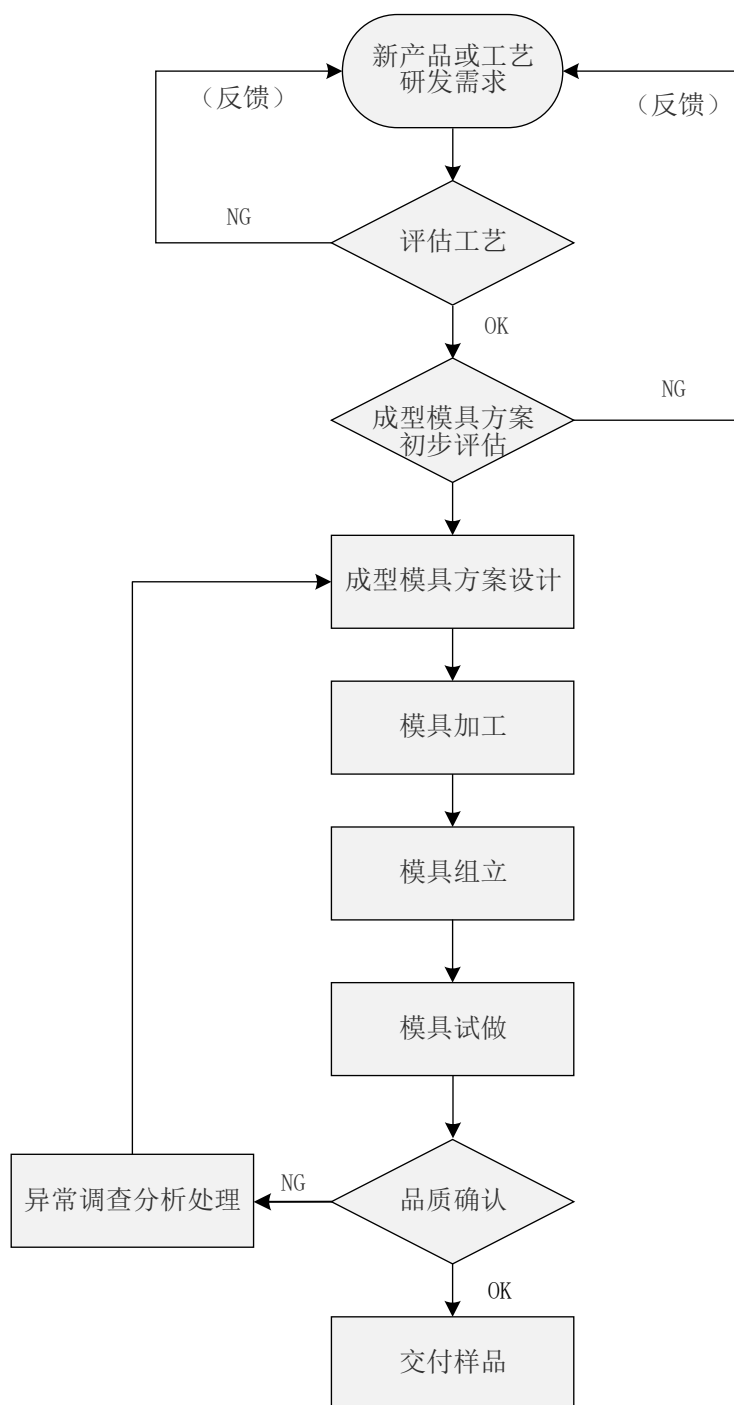 新产品或工艺
研发需求
（反馈）
（反馈）
NG
评估工艺
OK
NG
成型模具方案
初步评估
成型模具方案设计
模具加工
模具组立
模具试做
异常调查分析处理
NG
品质确认
OK
交付样品